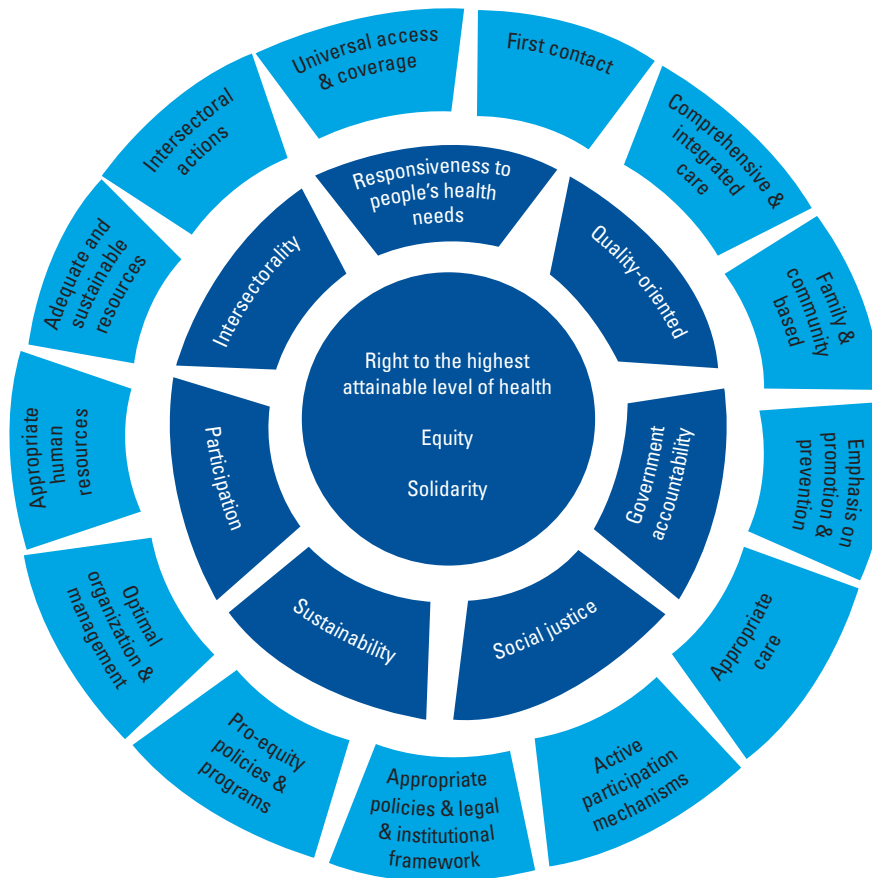 Universal access
& coverage
First contact
Comprehensive &
integrated
care
Family &
community
based
Emphasis on
promotion &
prevention
Appropriate
care
Active
participation
mechanisms
Appropriate
policies & legal
& institutional
framework
Pro-equity
policies &
programs
Optimal
organization &
management
Appropriate
human
resources
Adequate and
sustainable
resources
Intersectoral
actions
Responsiveness to
people's health
needs
Quality-oriented
Government
accountability
Social justice
Sustainability
Participation
Intersectorality
Right to the highest
attainable level of health
Equity
Solidarity